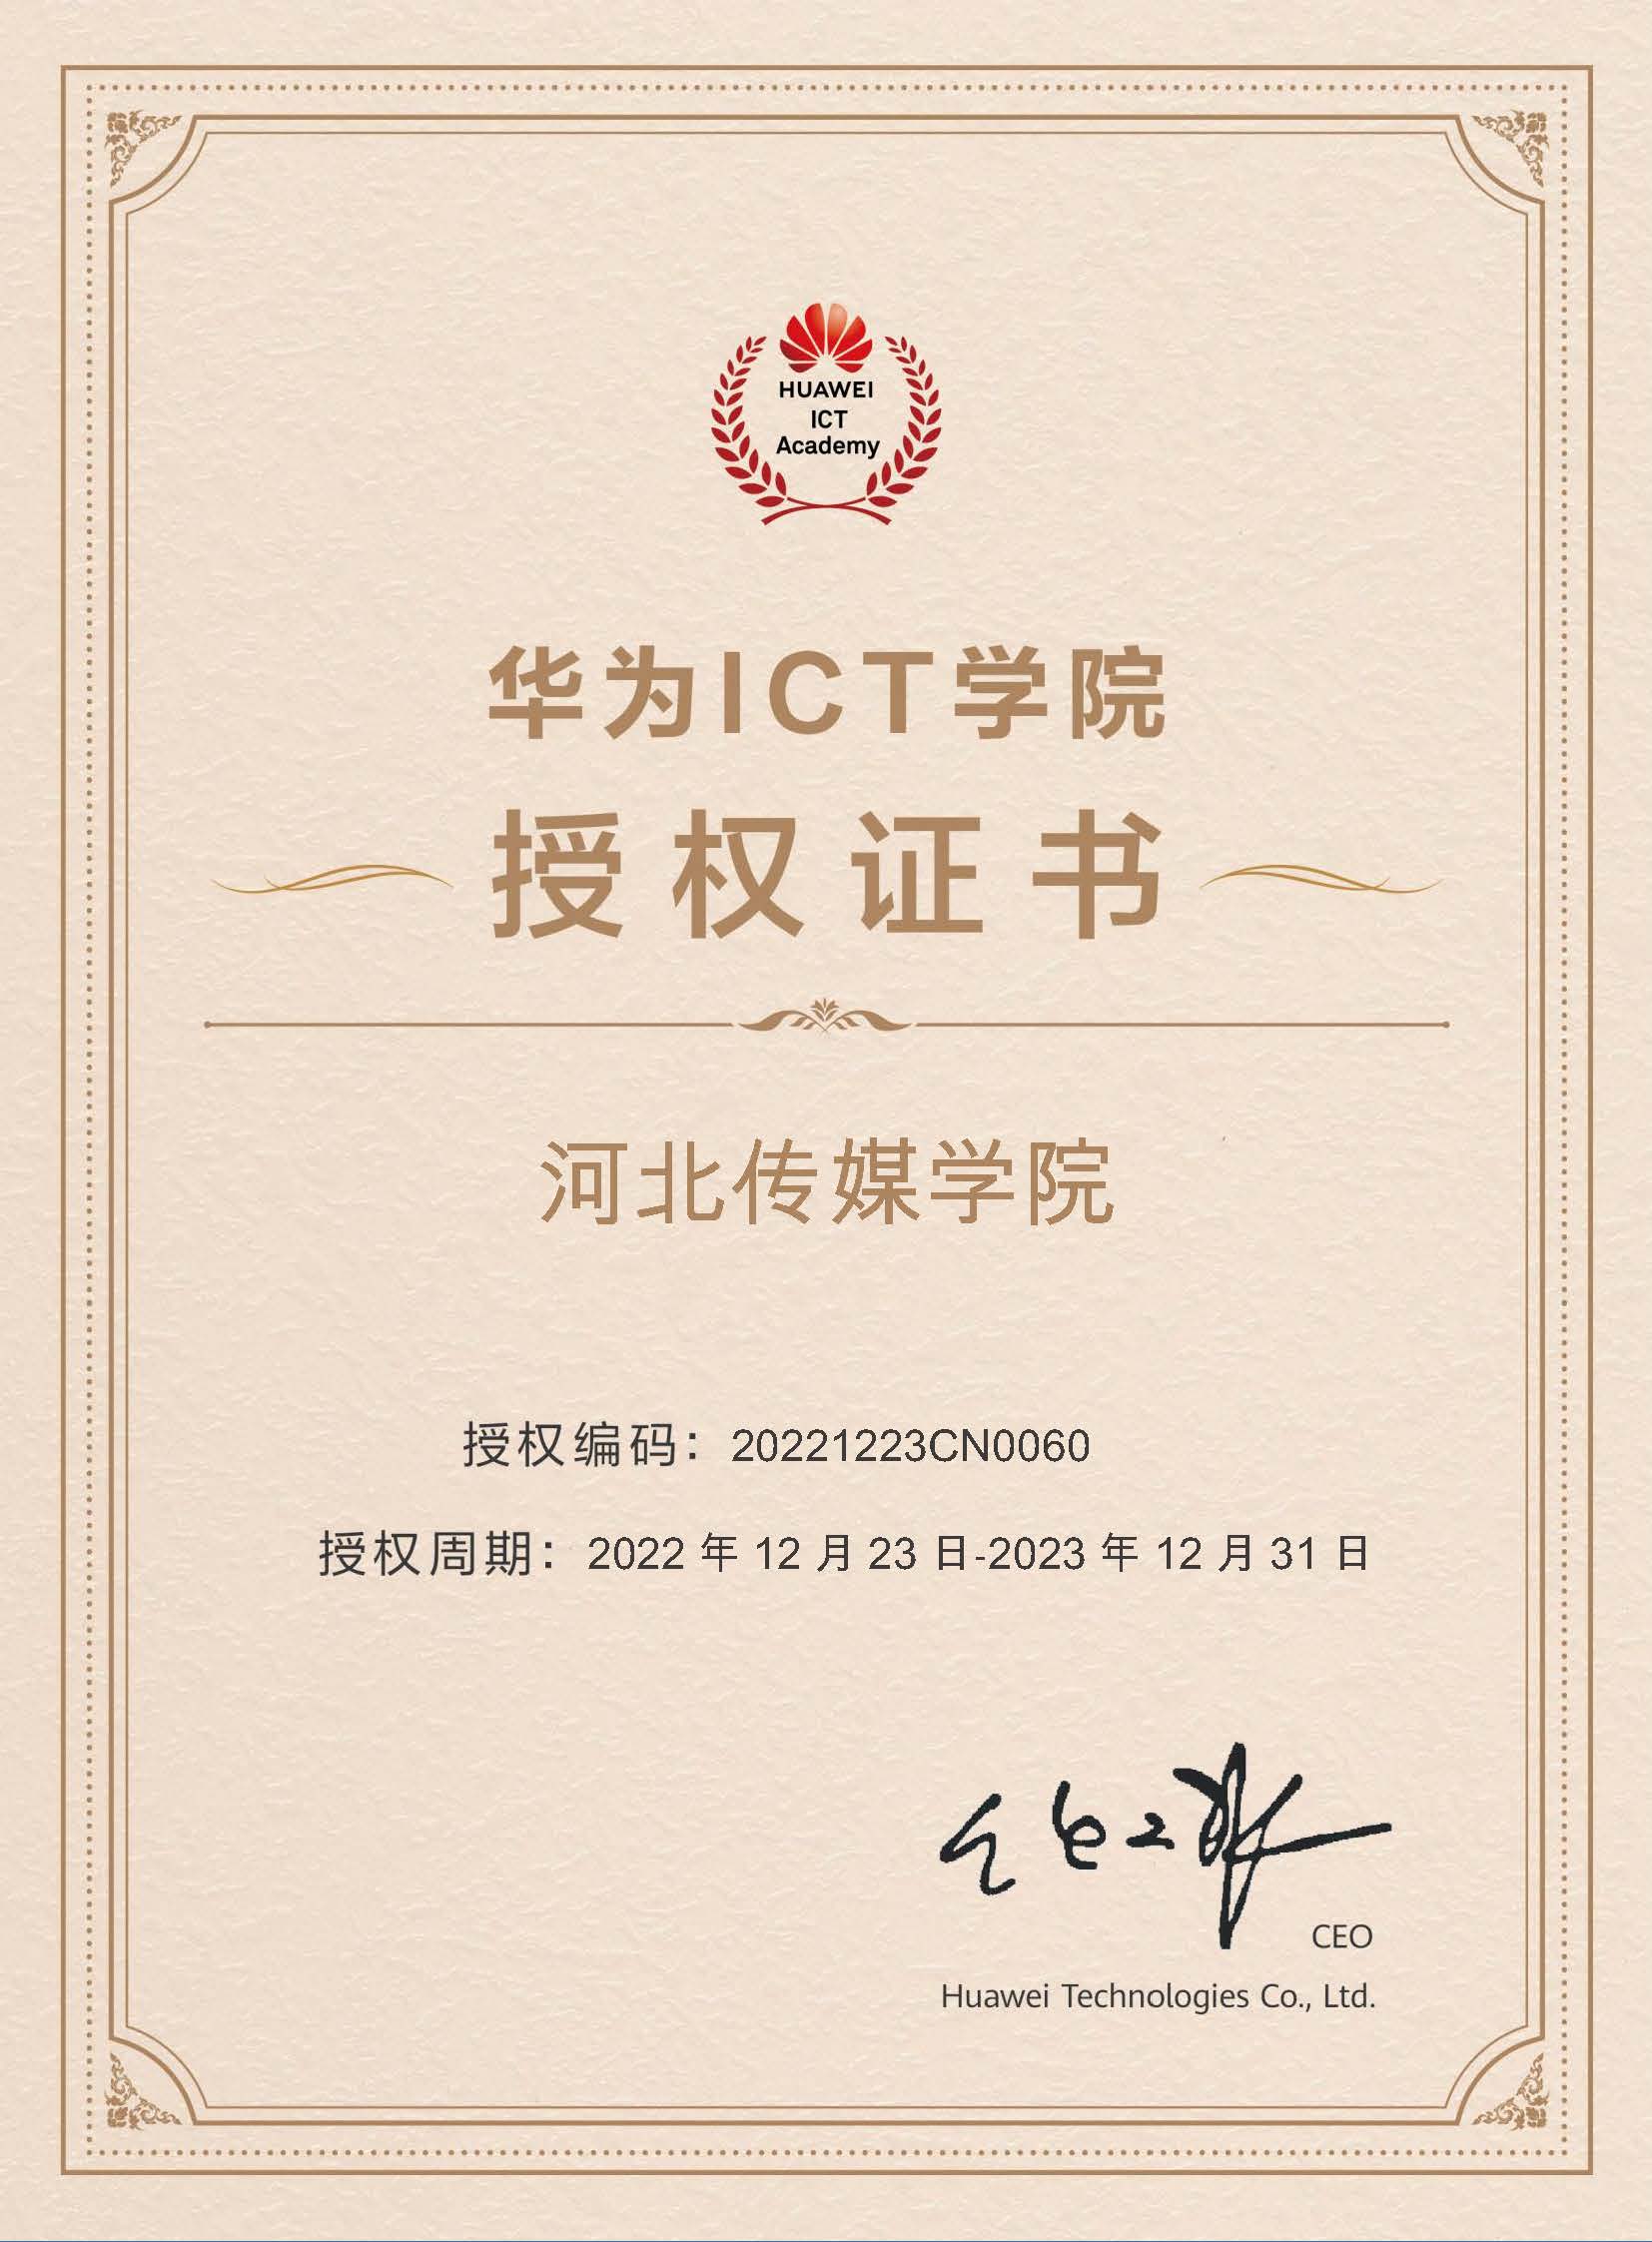 HUAWEI
ICT
Academy
华为ICT学院
授权证书
河北传媒学院
授权编码：20221223CN0060
授权周期：2022 年 12 月 23 日-2023 年 12 月 31 日
CEO
Huawei Technologies Co., Ltd.